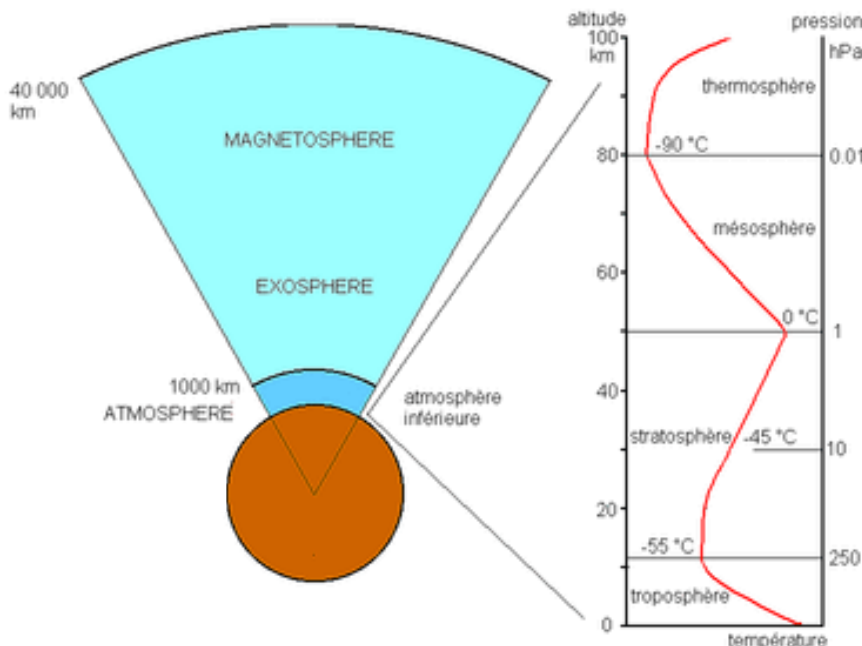 40 000
km
MAGNETOSPHERE
EXOSPHERE
1000 km
ATMOSPHERE
atmosphère
inférieure
altitude
100
km
pression
hPa
thermosphère
-90 °C
80
0.01
mésosphère
60
0 °C
1
40
stratosphère
-45 °C
10
20
-55 °C
250
troposphère
0
température